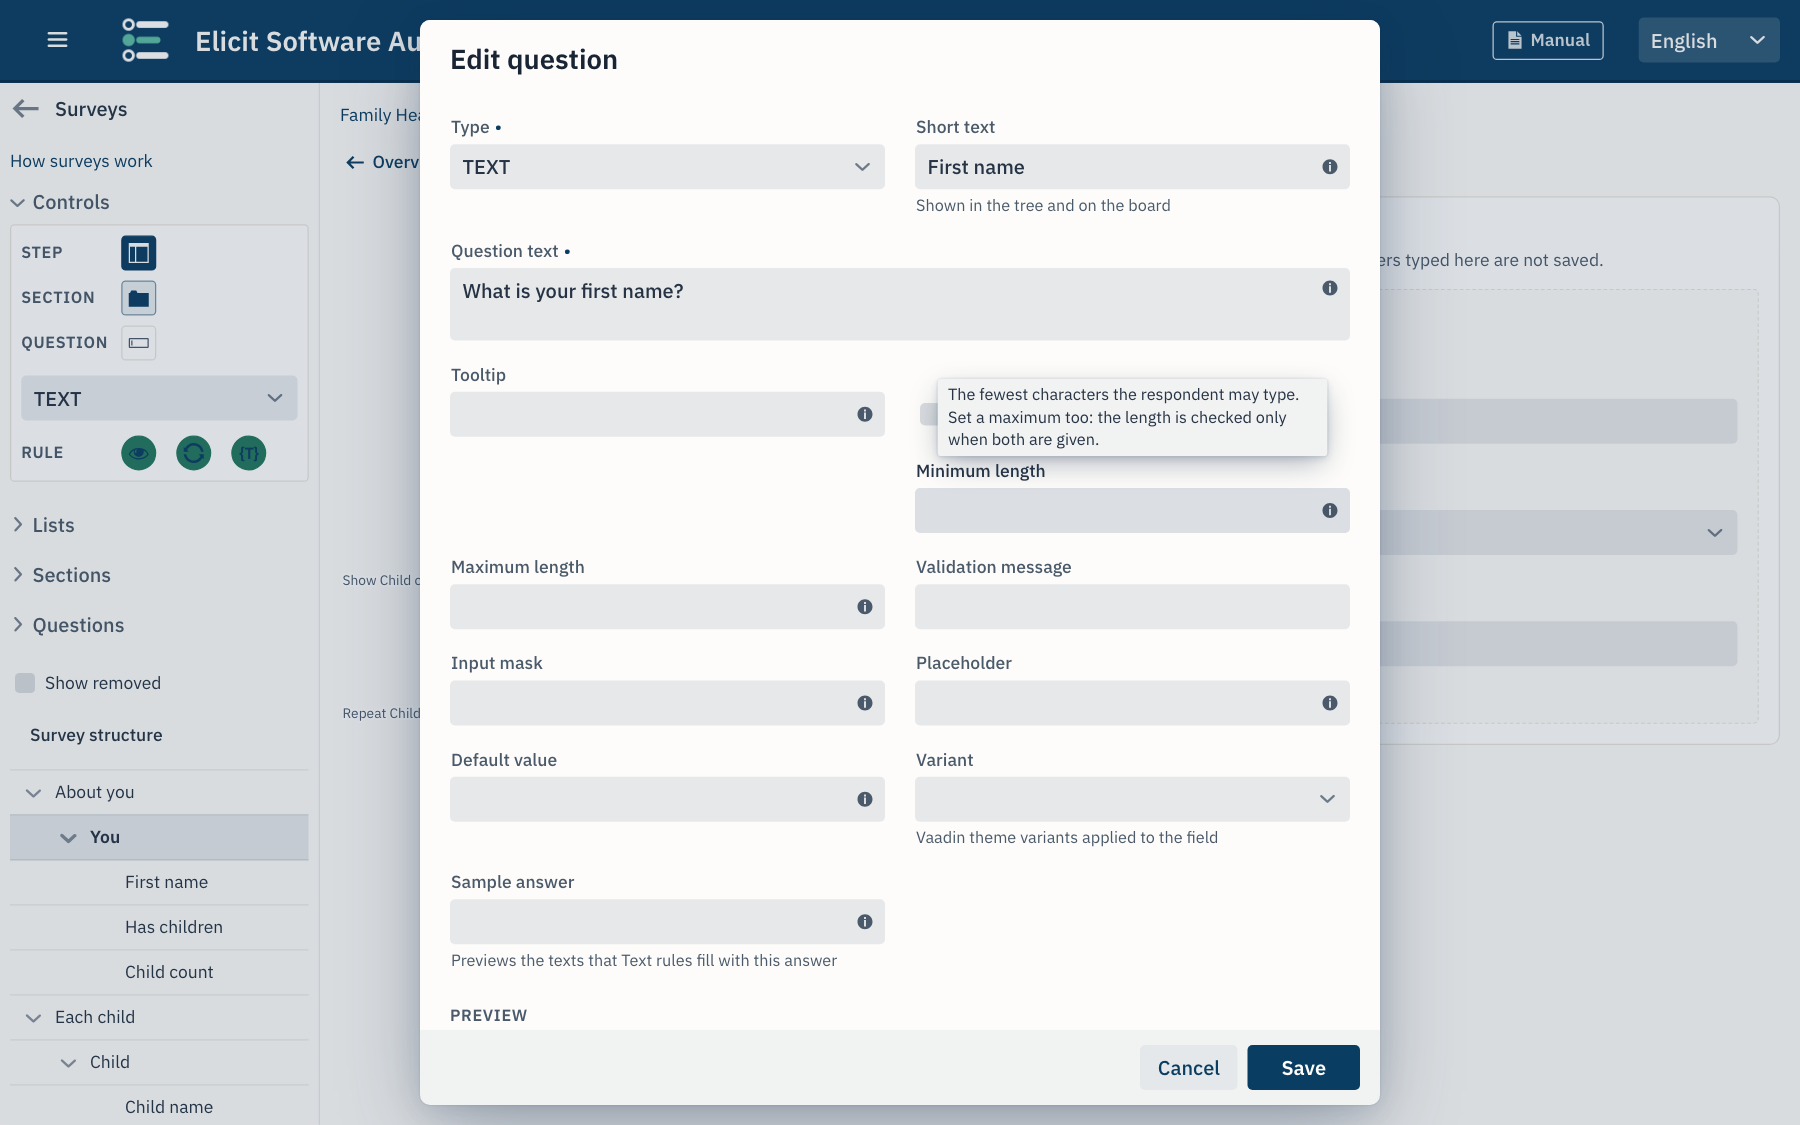 Elicit Software Au
Manual
English
Surveys
How surveys work
Controls
STEP
SECTION
QUESTION
TEXT
RULE
{T}
Lists
Sections
Questions
Show removed
Survey structure
About you
You
First name
Has children
Child count
Each child
Child
Child name
Family Hea
Overv
Show Child c
Repeat Child
ers typed here are not saved.
Edit question
Type •
TEXT
Short text
First name
Shown in the tree and on the board
Question text •
What is your first name?
Tooltip
The fewest characters the respondent may type.
Set a maximum too: the length is checked only
when both are given.
Minimum length
Maximum length
Validation message
Input mask
Placeholder
Default value
Variant
Vaadin theme variants applied to the field
Sample answer
Previews the texts that Text rules fill with this answer
PREVIEW
Cancel
Save